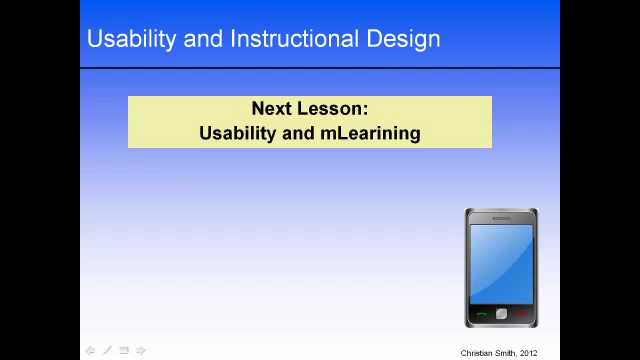 Usability and Instructional Design
Next Lesson:
Usability and mLearining
Christian Smith, 2012